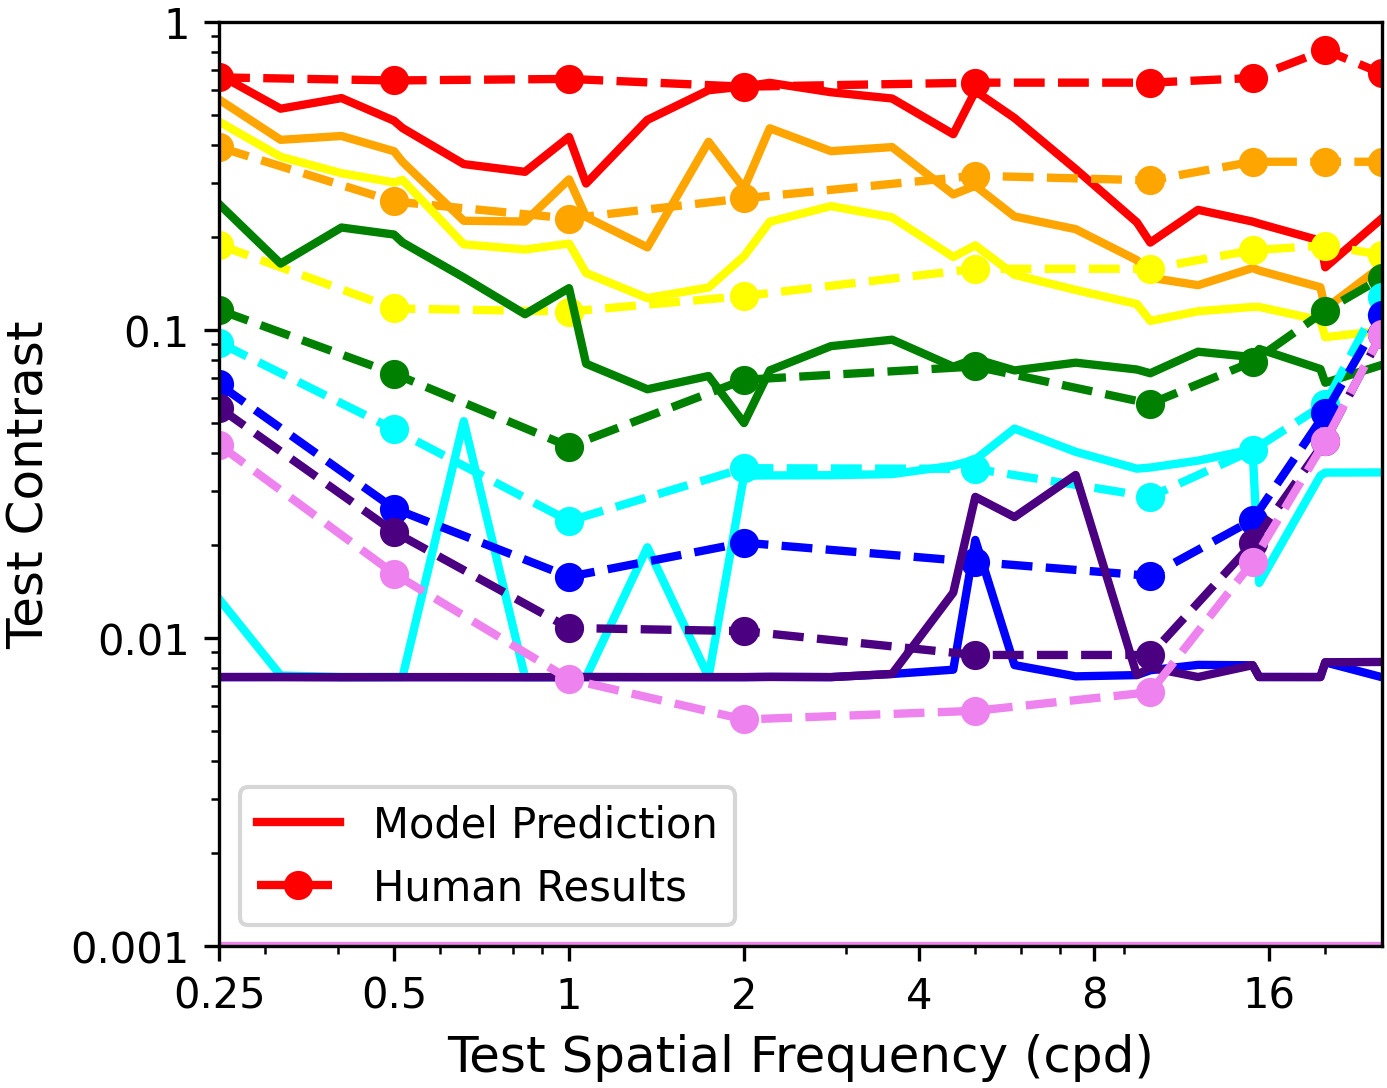 1
0.1
0.01
0.001
Test Contrast
Model Prediction
Human Results
0.25 0.5 1 2 4 8 16
Test Spatial Frequency (cpd)